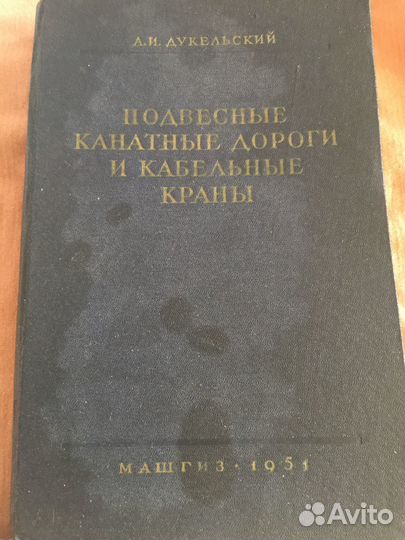 А.И. ДУКЕЛЬСКИЙ
ПОДВЕСНЫЕ
КАНАТНЫЕ ДОРОГИ
И КАБЕЛЬНЫЕ
КРАНЫ
МАШГИЗ · 1951
Avito